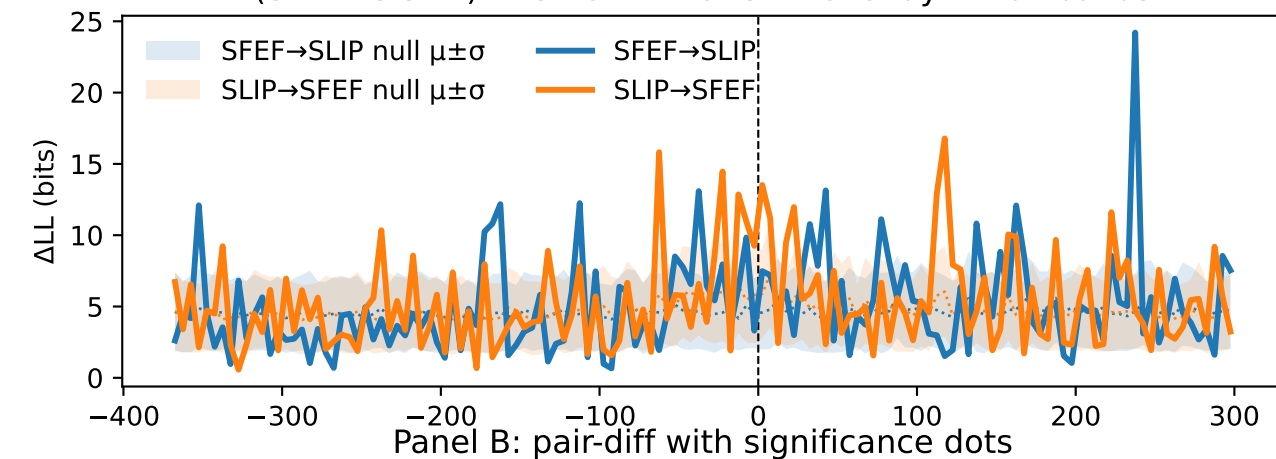 25
20
15
10
5
0
ΔLL (bits)
SFEF→SLIP null μ±σ
SLIP→SFEF null μ±σ
SFEF→SLIP
SLIP→SFEF
−400 −300 −200 −100 0 100 200 300
Panel B: pair-diff with significance dots